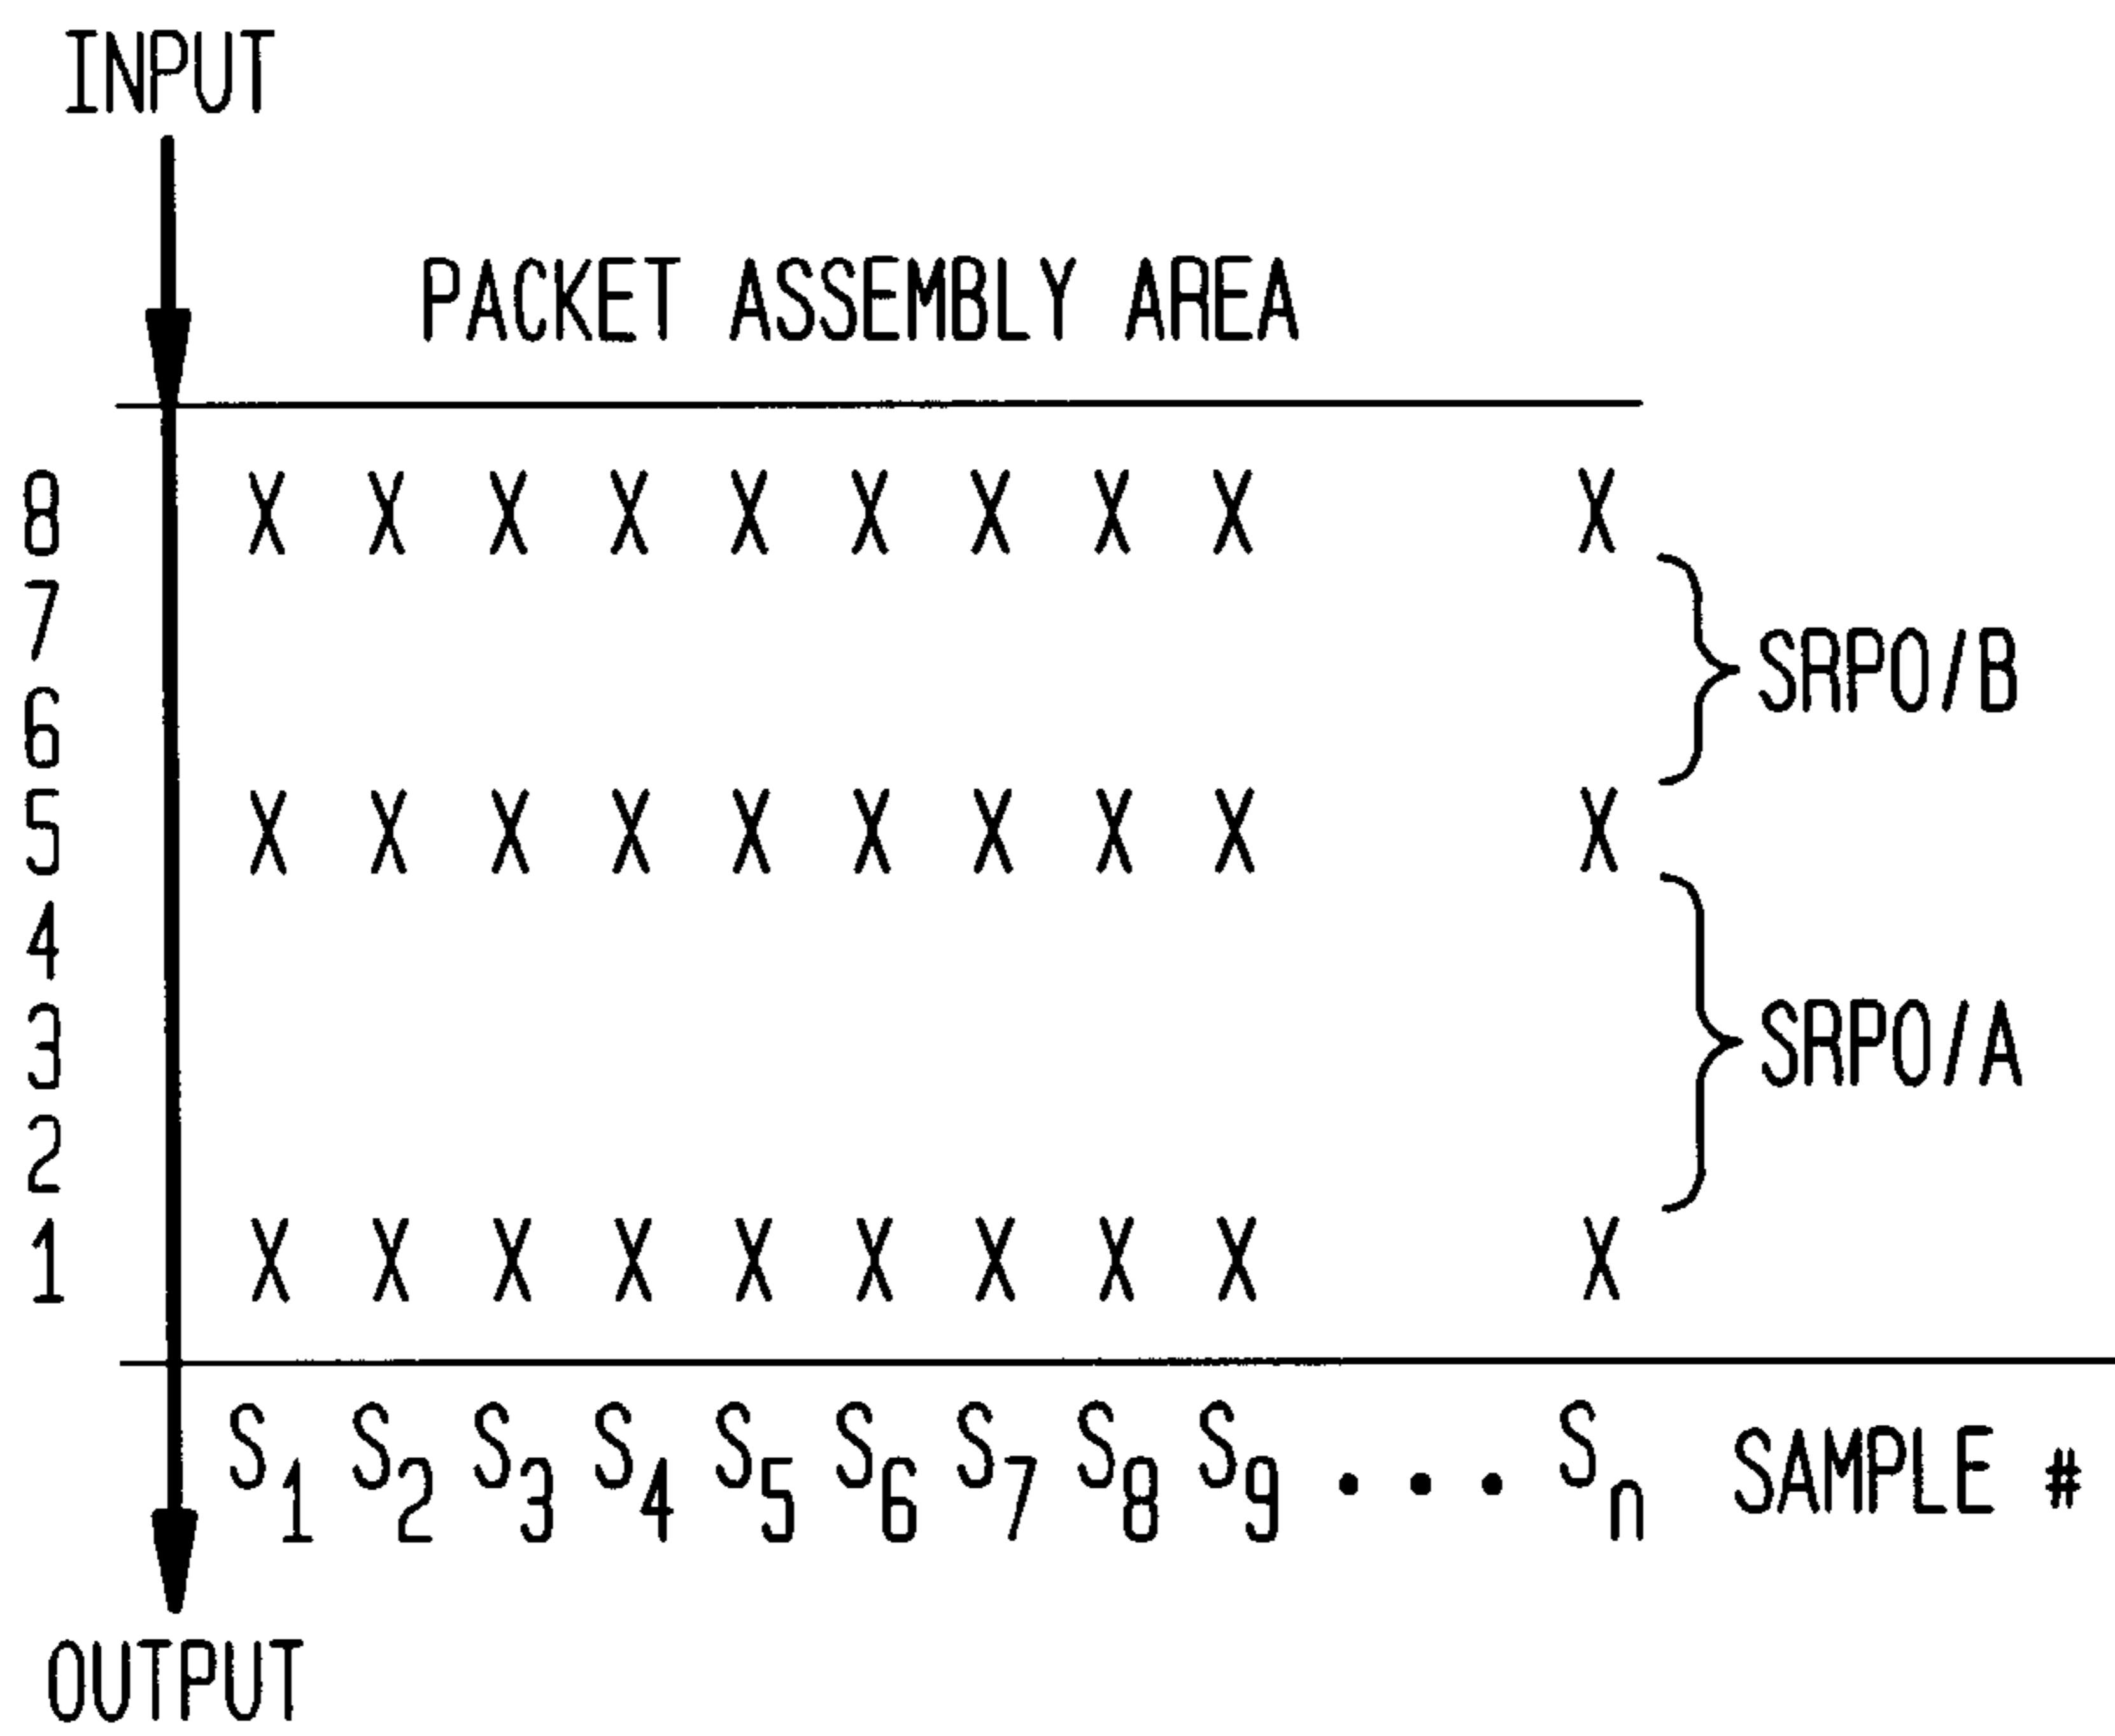 INPUT
PACKET ASSEMBLY AREA
8 X X X X X X X X X X
7
SRPO/B
6
5 X X X X X X X X X X
4
3
SRPO/A
2
1 X X X X X X X X X X
S1 S2 S3 S4 S5 S6 S7 S8 S9 ... Sn SAMPLE #
OUTPUT